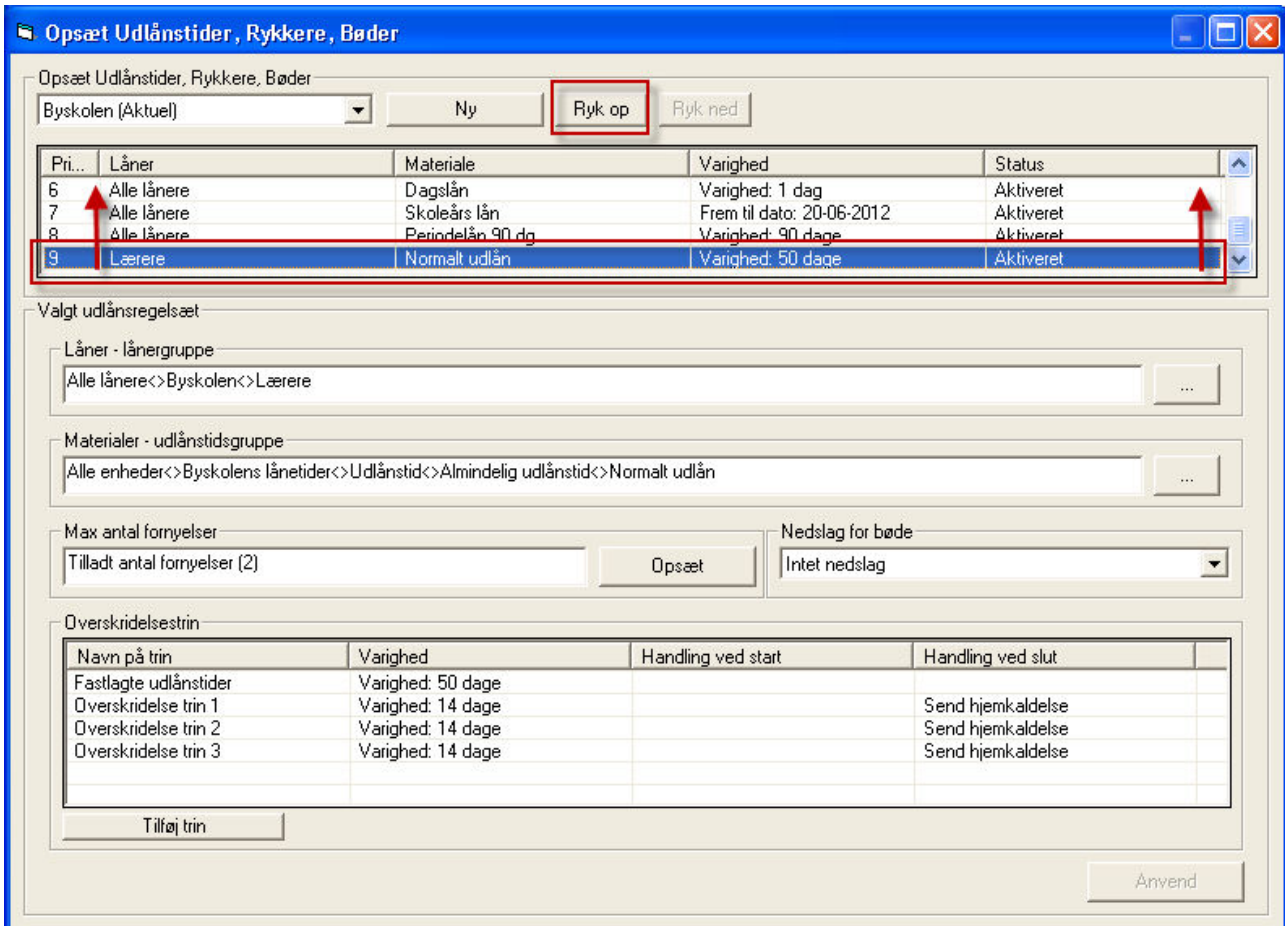 Opsæt Udlånstider, Rykkere, Bøder
Opsæt Udlånstider, Rykkere, Bøder
Byskolen (Aktuel) Ny Ryk op Ryk ned
Pri... Låner Materiale Varighed Status
6 Alle lånere Dagslån Varighed: 1 dag Aktiveret
7 Alle lånere Skoleårs lån Frem til dato: 20-06-2012 Aktiveret
8 Alle lånere Periodelån 90 dg Varighed: 90 dage Aktiveret
9 Lærere Normalt udlån Varighed: 50 dage Aktiveret
Valgt udlånsregelsæt
Låner - lånergruppe
Alle lånere<>Byskolen<>Lærere ...
Materialer - udlånstidsgruppe
Alle enheder<>Byskolens lånetider<>Udlånstid<>Almindelig udlånstid<>Normalt udlån ...
Max antal fornyelser Nedslag for bøde
Tilladt antal fornyelser (2) Opsæt Intet nedslag
Overskridelsestrin
Navn på trin Varighed Handling ved start Handling ved slut
Fastlagte udlånstider Varighed: 50 dage
Overskridelse trin 1 Varighed: 14 dage Send hjemkaldelse
Overskridelse trin 2 Varighed: 14 dage Send hjemkaldelse
Overskridelse trin 3 Varighed: 14 dage Send hjemkaldelse
Tilføj trin
Anvend